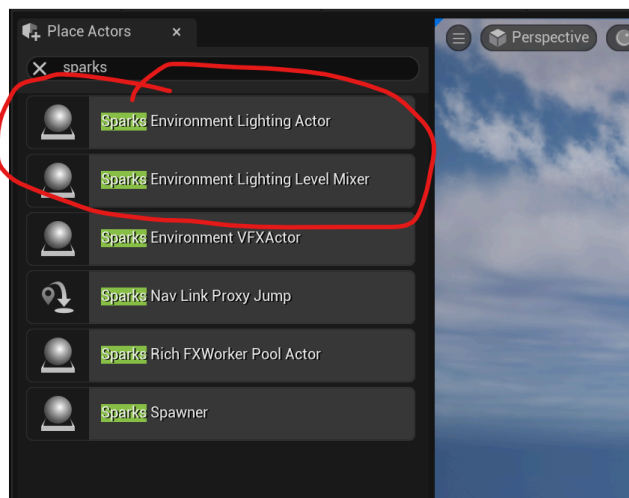 Place Actors
Perspective
sparks
Sparks Environment Lighting Actor
Sparks Environment Lighting Level Mixer
Sparks Environment VFXActor
Sparks Nav Link Proxy Jump
Sparks Rich FXWorker Pool Actor
Sparks Spawner